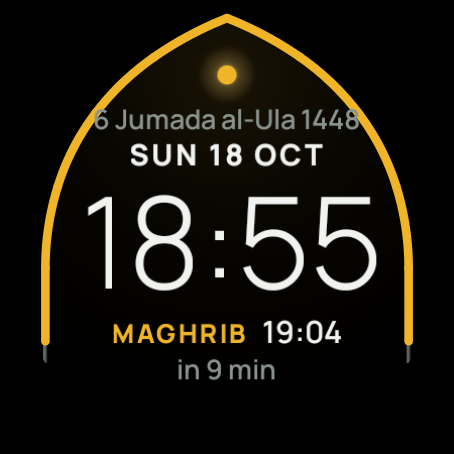 6 Jumada al-Ula 1448
SUN 18 OCT
18:55
MAGHRIB 19:04
in 9 min